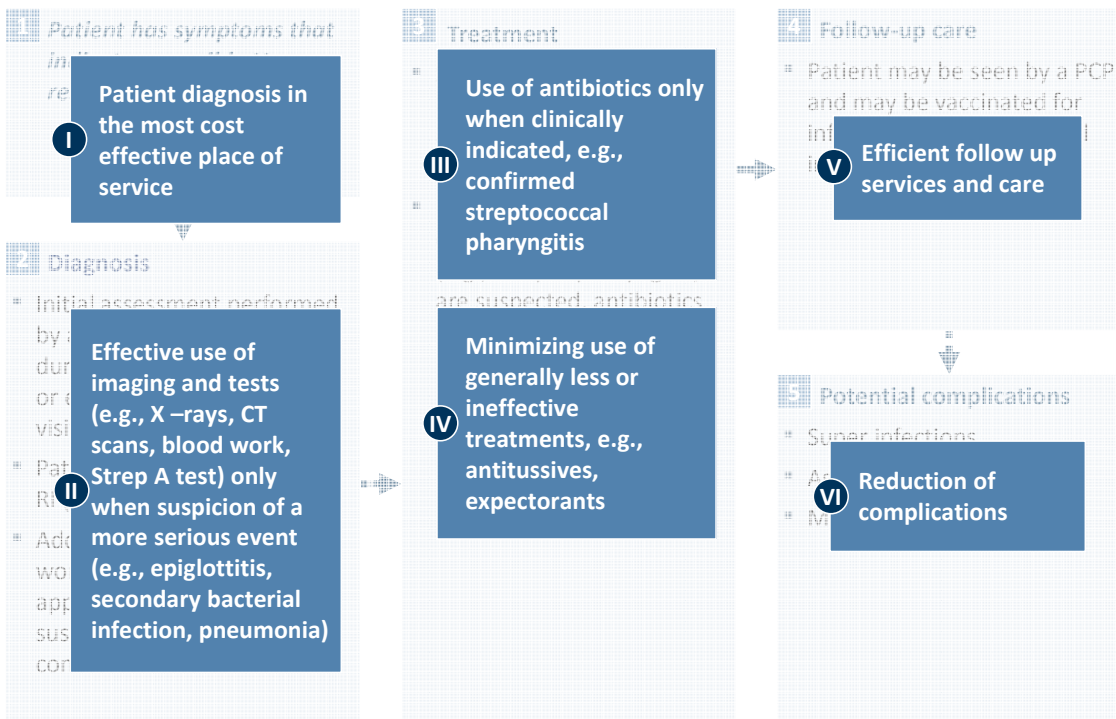 1 Patient has symptoms that
I
Patient diagnosis in
the most cost
effective place of
service
2 Diagnosis
Initial assessment performed
by
or
II
Effective use of
imaging and tests
(e.g., X –rays, CT
scans, blood work,
Strep A test) only
when suspicion of a
more serious event
(e.g., epiglottitis,
secondary bacterial
infection, pneumonia)
3 Treatment
III
Use of antibiotics only
when clinically
indicated, e.g.,
confirmed
streptococcal
pharyngitis
are suspected, antibiotics
IV
Minimizing use of
generally less or
ineffective
treatments, e.g.,
antitussives,
expectorants
4 Follow-up care
Patient may be seen by a PCP
and may be vaccinated for
V
Efficient follow up
services and care
5 Potential complications
Super infections
VI
Reduction of
complications